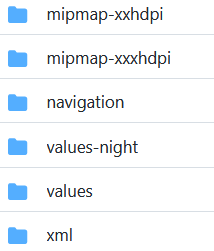 mipmap-xxhdpi
mipmap-xxxhdpi
navigation
values-night
values
xml